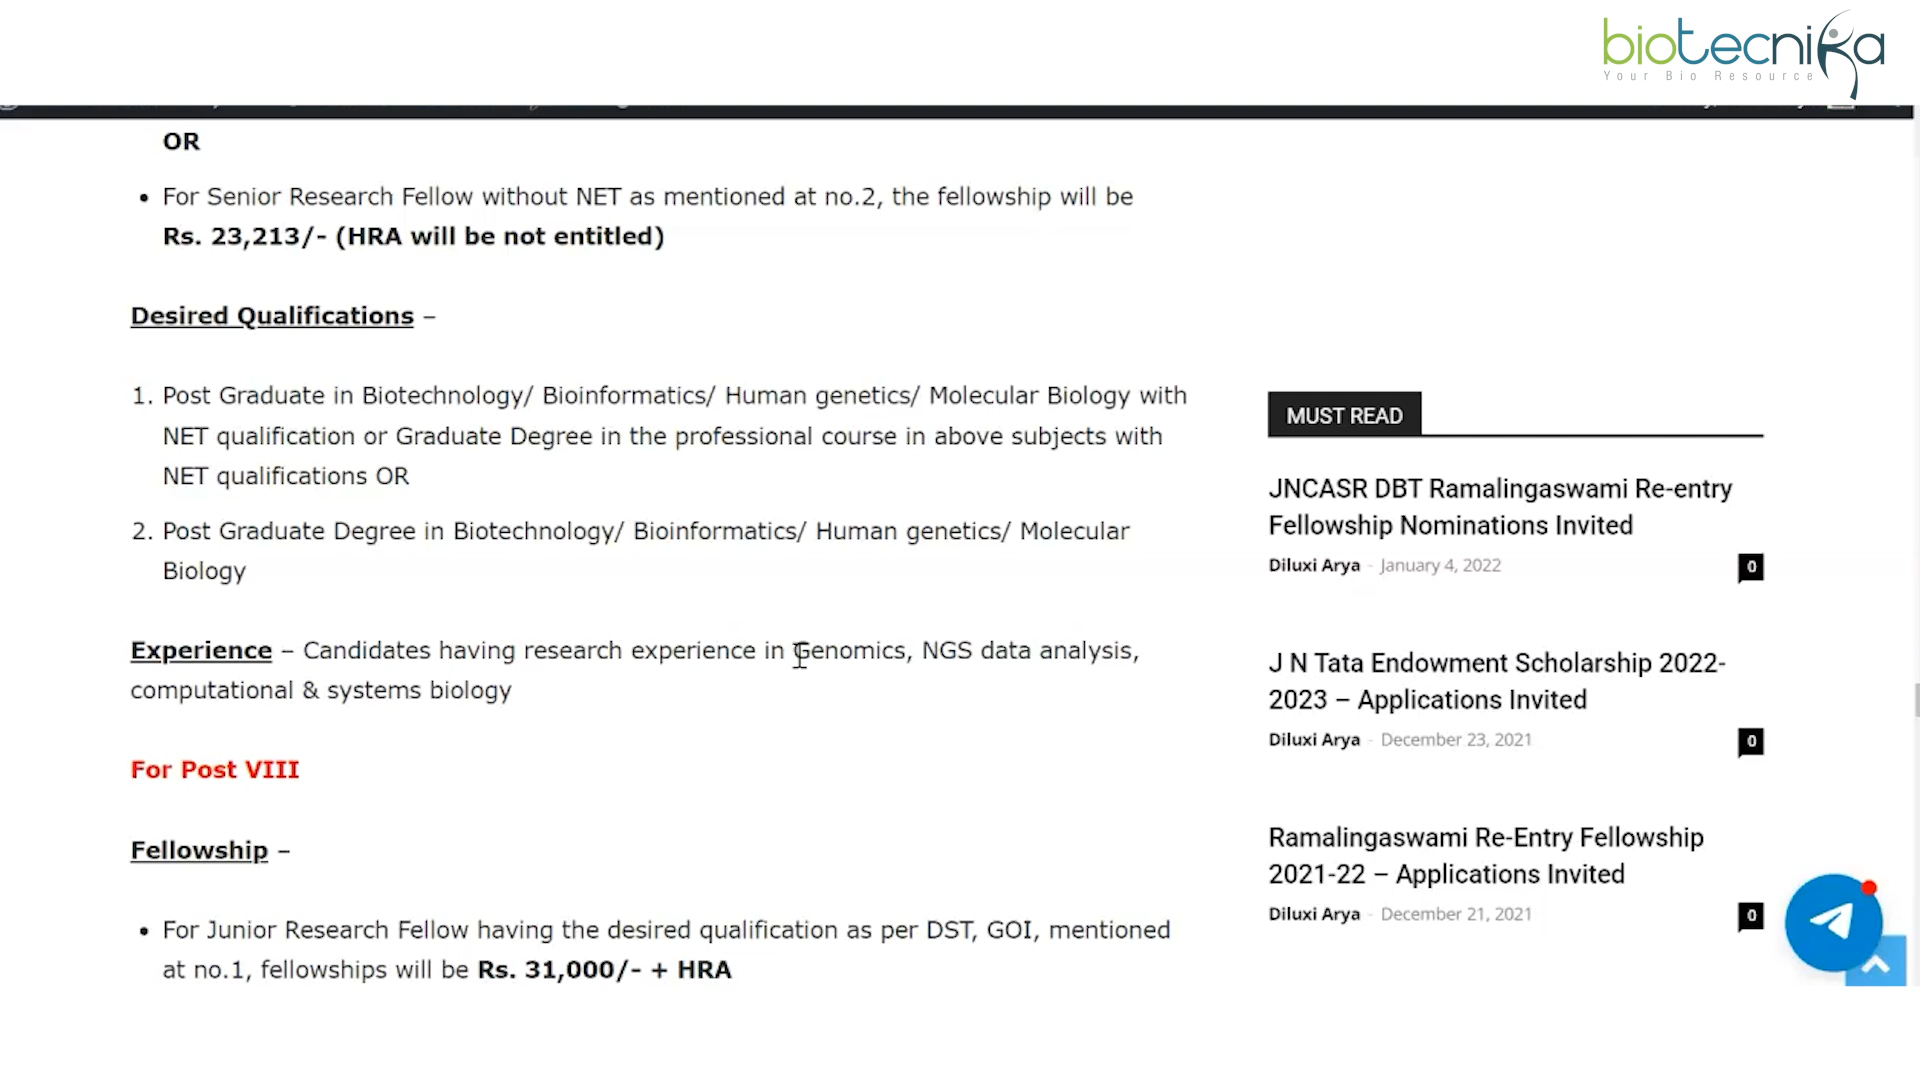 biotecnika
Your Bio Resource
OR
• For Senior Research Fellow without NET as mentioned at no.2, the fellowship will be
Rs. 23,213/- (HRA will be not entitled)
Desired Qualifications –
1. Post Graduate in Biotechnology/ Bioinformatics/ Human genetics/ Molecular Biology with
NET qualification or Graduate Degree in the professional course in above subjects with
NET qualifications OR
2. Post Graduate Degree in Biotechnology/ Bioinformatics/ Human genetics/ Molecular
Biology
Experience – Candidates having research experience in Genomics, NGS data analysis,
computational & systems biology
For Post VIII
Fellowship –
• For Junior Research Fellow having the desired qualification as per DST, GOI, mentioned
at no.1, fellowships will be Rs. 31,000/- + HRA
MUST READ
JNCASR DBT Ramalingaswami Re-entry
Fellowship Nominations Invited
Diluxi Arya - January 4, 2022
0
J N Tata Endowment Scholarship 2022-
2023 – Applications Invited
Diluxi Arya - December 23, 2021
0
Ramalingaswami Re-Entry Fellowship
2021-22 – Applications Invited
Diluxi Arya - December 21, 2021
0